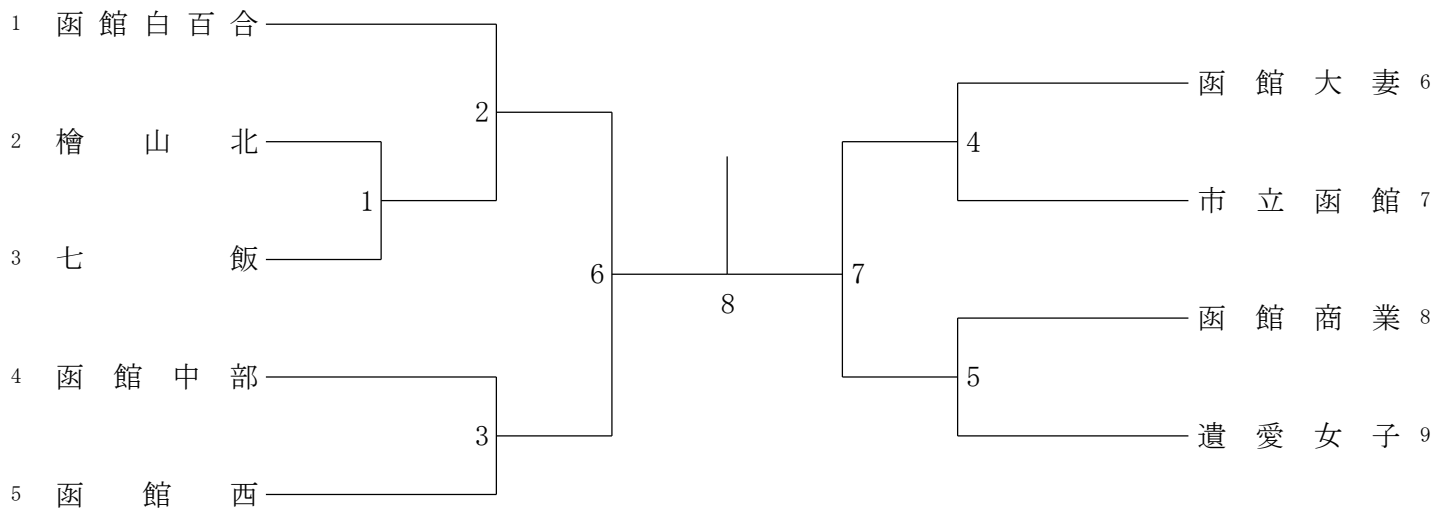 1 函館白百合
2 檜山北
3 七飯
4 函館中部
5 函館西
1
2
3
6
8
7
4
5
函館大妻 6
市立函館 7
函館商業 8
遺愛女子 9